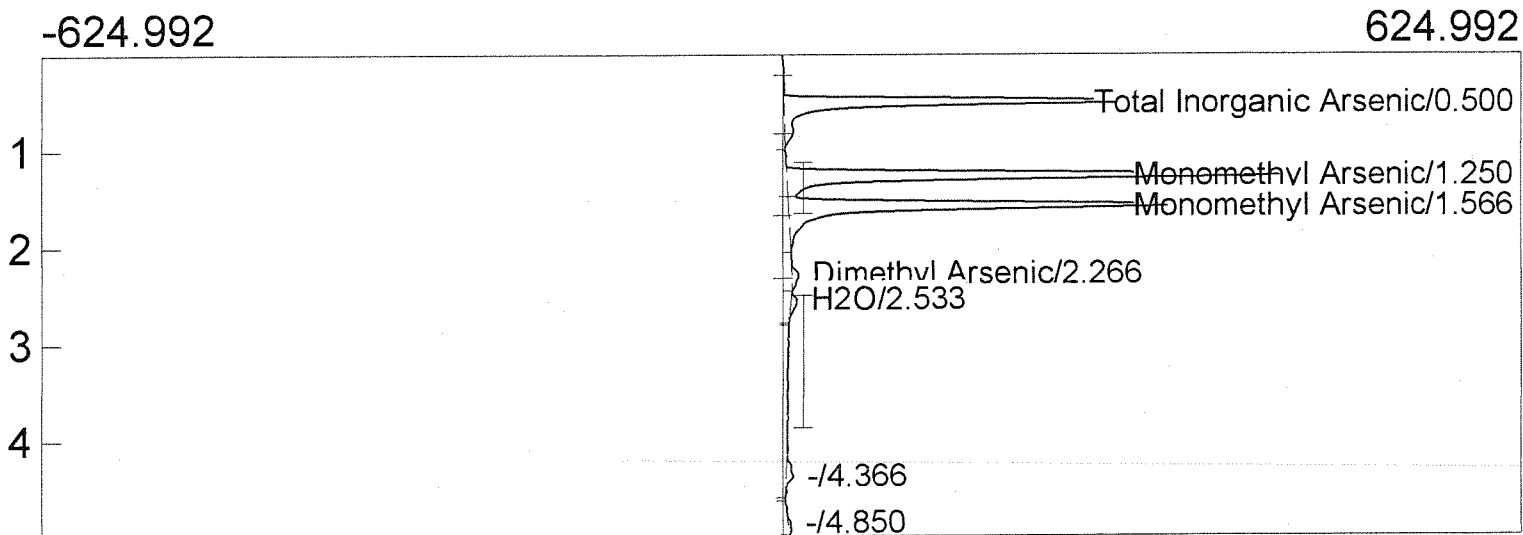 -624.992 624.992
Total Inorganic Arsenic/0.500
1
Monomethyl Arsenic/1.250
Monomethyl Arsenic/1.566
2
Dimethyl Arsenic/2.266
H2O/2.533
3
4
-/4.366
-/4.850